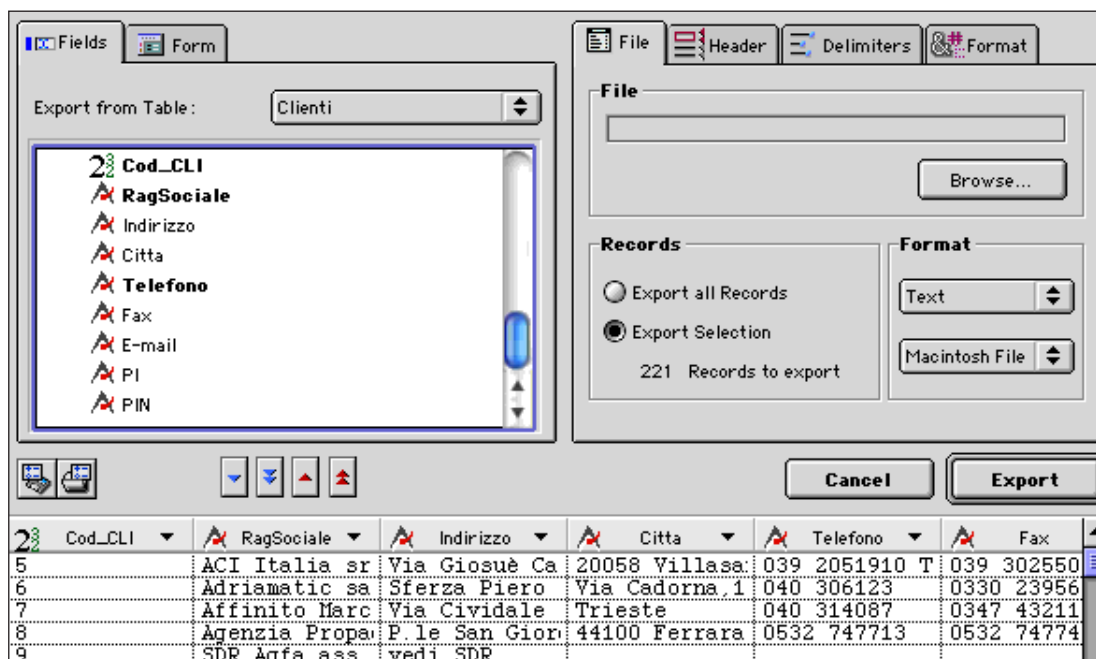 Fields
Form
Export from Table:
Clienti
Cod_CLI
RagSociale
Indirizzo
Citta
Telefono
Fax
E-mail
PI
PIN
File
Header
Delimiters
Format
File
Browse...
Records
Export all Records
Export Selection
221 Records to export
Format
Text
Macintosh File
Cancel
Export
Cod_CLI RagSociale Indirizzo Citta Telefono Fax
5 ACI Italia sr Via Giosuè Ca 20058 Villasa 039 2051910 T 039 302550
6 Adriamatic sa Sferza Piero Via Cadorna,1 040 306123 0330 23956
7 Affinito Marc Via Cividale Trieste 040 314087 0347 43211
8 Agenzia Propa P.le San Gior 44100 Ferrara 0532 747713 0532 74774
9 SDR Agfa ass vedi SDR